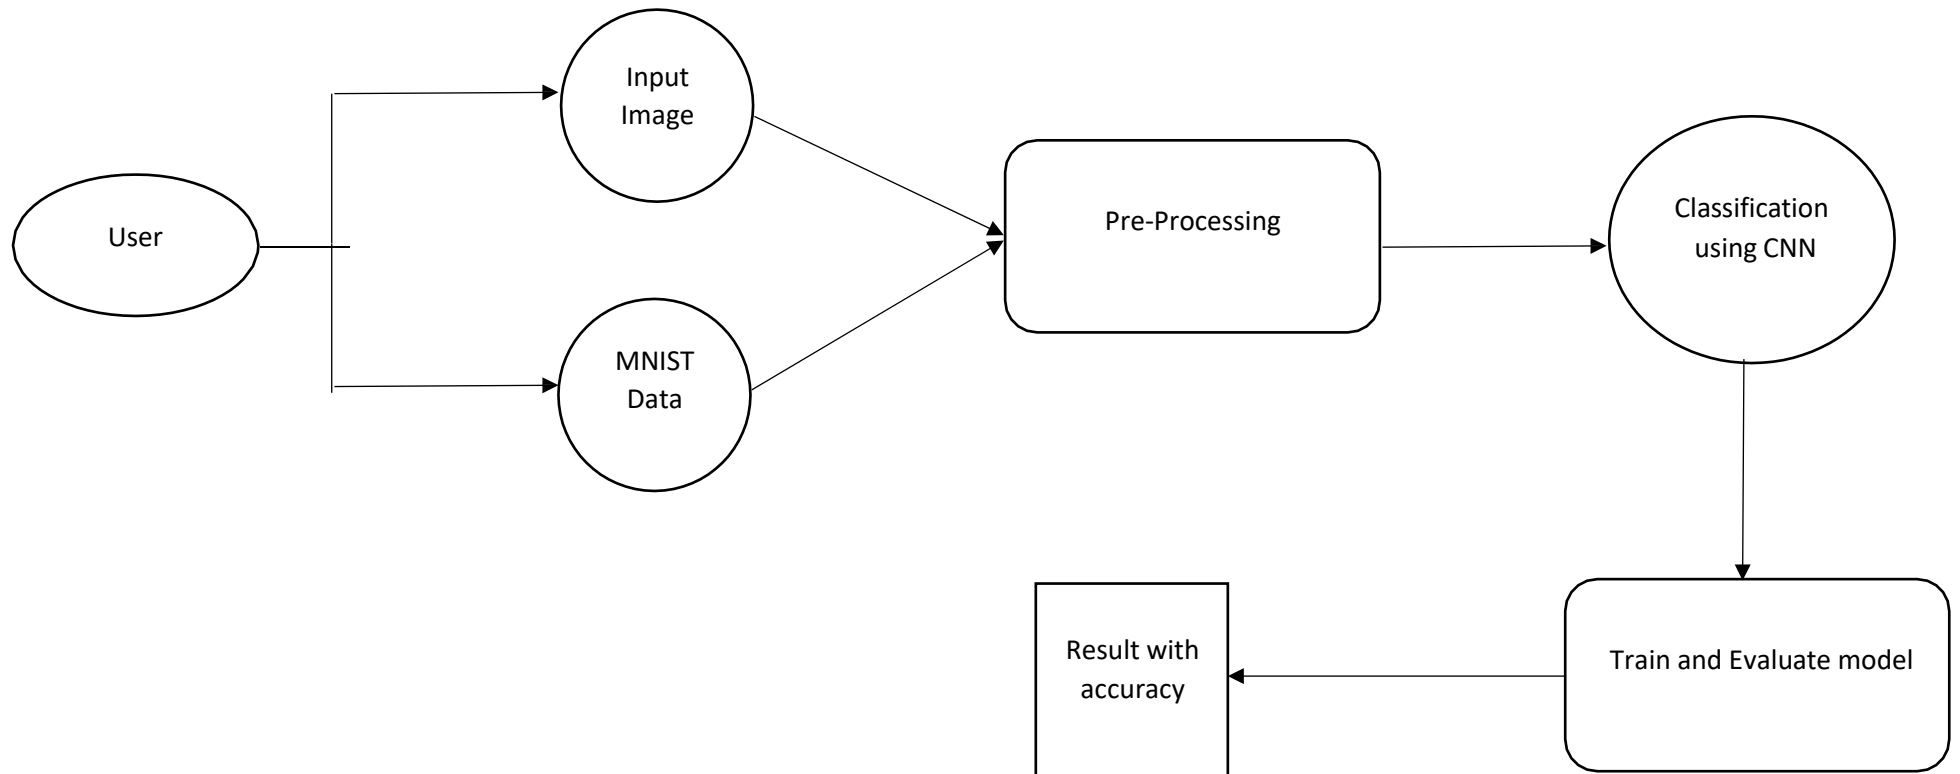 Input
Image
User
MNIST
Data
Pre-Processing
Classification
using CNN
Train and Evaluate model
Result with
accuracy